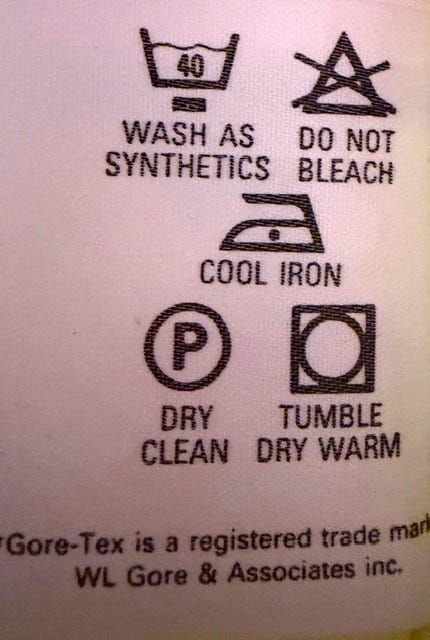 40
WASH AS DO NOT
SYNTHETICS BLEACH
COOL IRON
P
DRY TUMBLE
CLEAN DRY WARM
Gore-Tex is a registered trade mark
WL Gore & Associates inc.